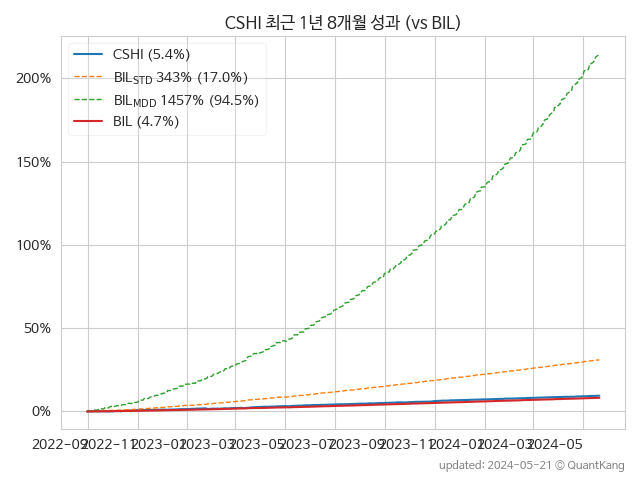 CSHI 최근 1년 8개월 성과 (vs BIL)
CSHI (5.4%)
BILSTD 343% (17.0%)
BILMDD 1457% (94.5%)
BIL (4.7%)
200%
150%
100%
50%
0%
2022-09 2022-11 2023-01 2023-03 2023-05 2023-07 2023-09 2023-11 2024-01 2024-03 2024-05
updated: 2024-05-21 © QuantKang